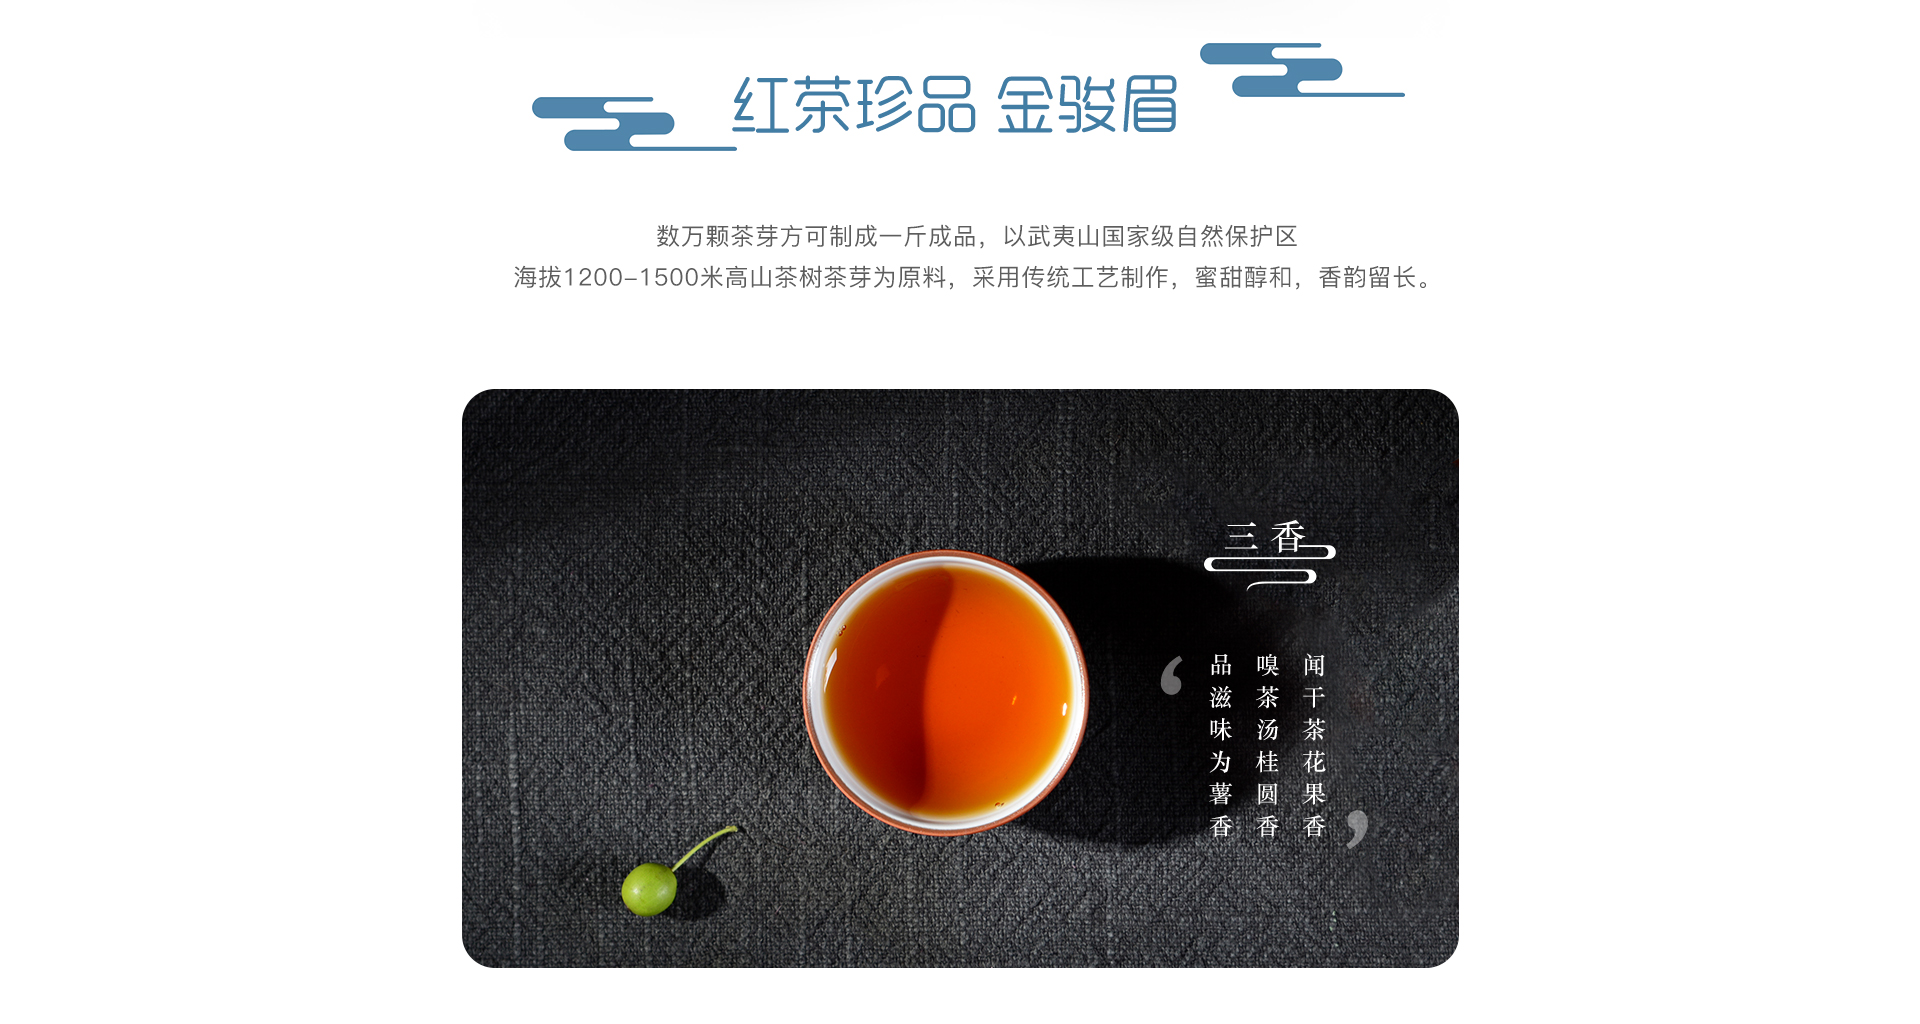 红茶珍品 金骏眉
数万颗茶芽方可制成一斤成品，以武夷山国家级自然保护区
海拔1200-1500米高山茶树茶芽为原料，采用传统工艺制作，蜜甜醇和，香韵留长。
三香
闻干茶花果香
嗅茶汤桂圆香
品滋味为薯香